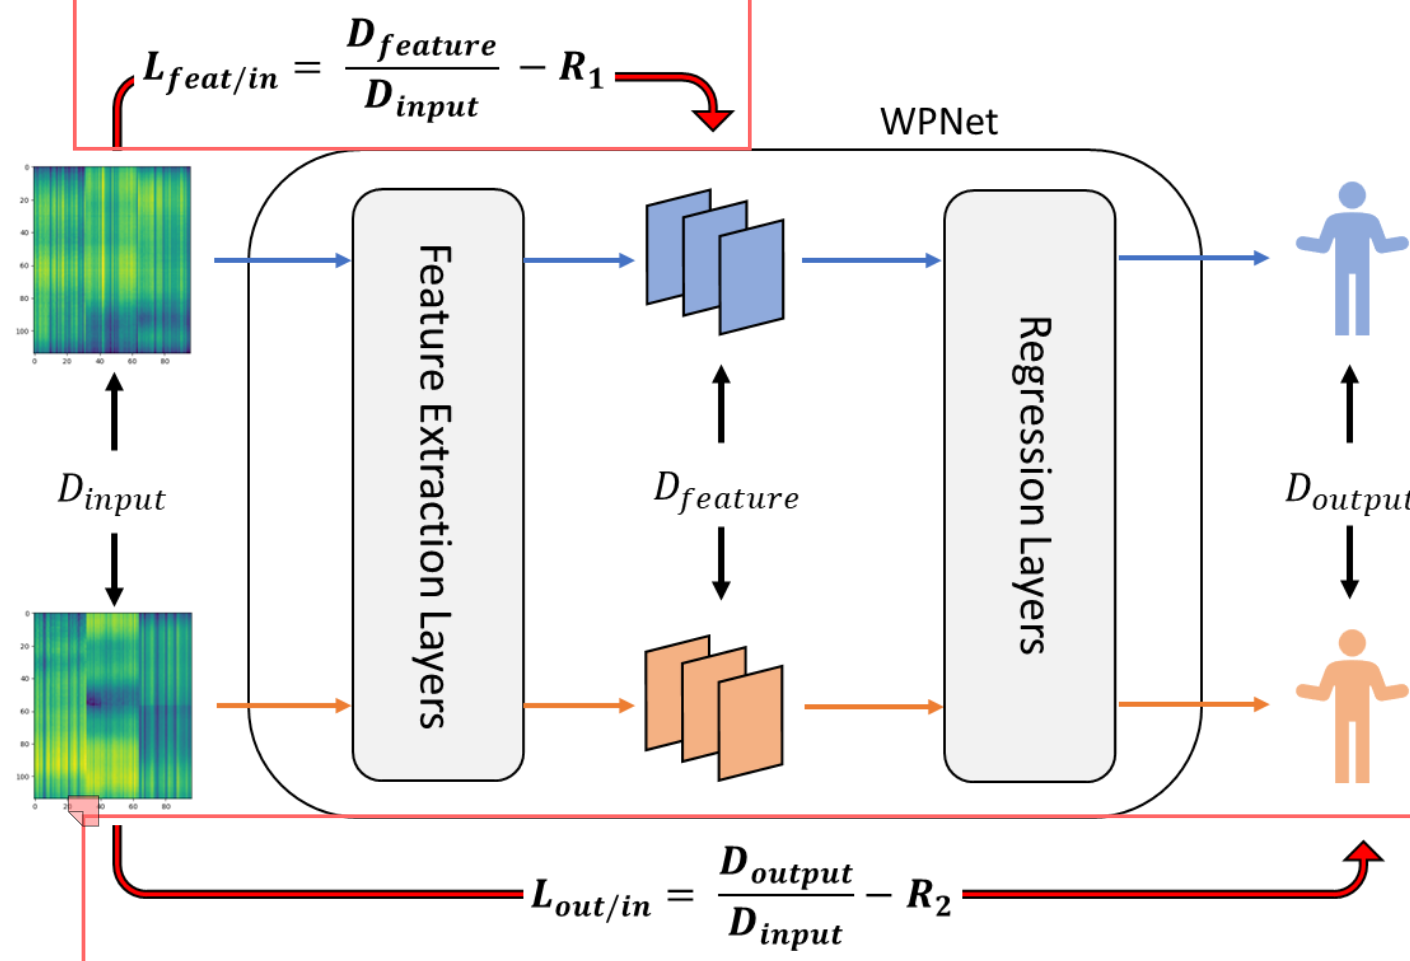 L_{feat/in} = \frac{D_{feature}}{D_{input}} - R_1
WPNet
0
20
40
60
80
100
0 20 40 60 80
Feature Extraction Layers
Regression Layers
D_{input}
D_{feature}
D_{output}
0
20
40
60
80
100
0 20 40 60 80
L_{out/in} = \frac{D_{output}}{D_{input}} - R_2